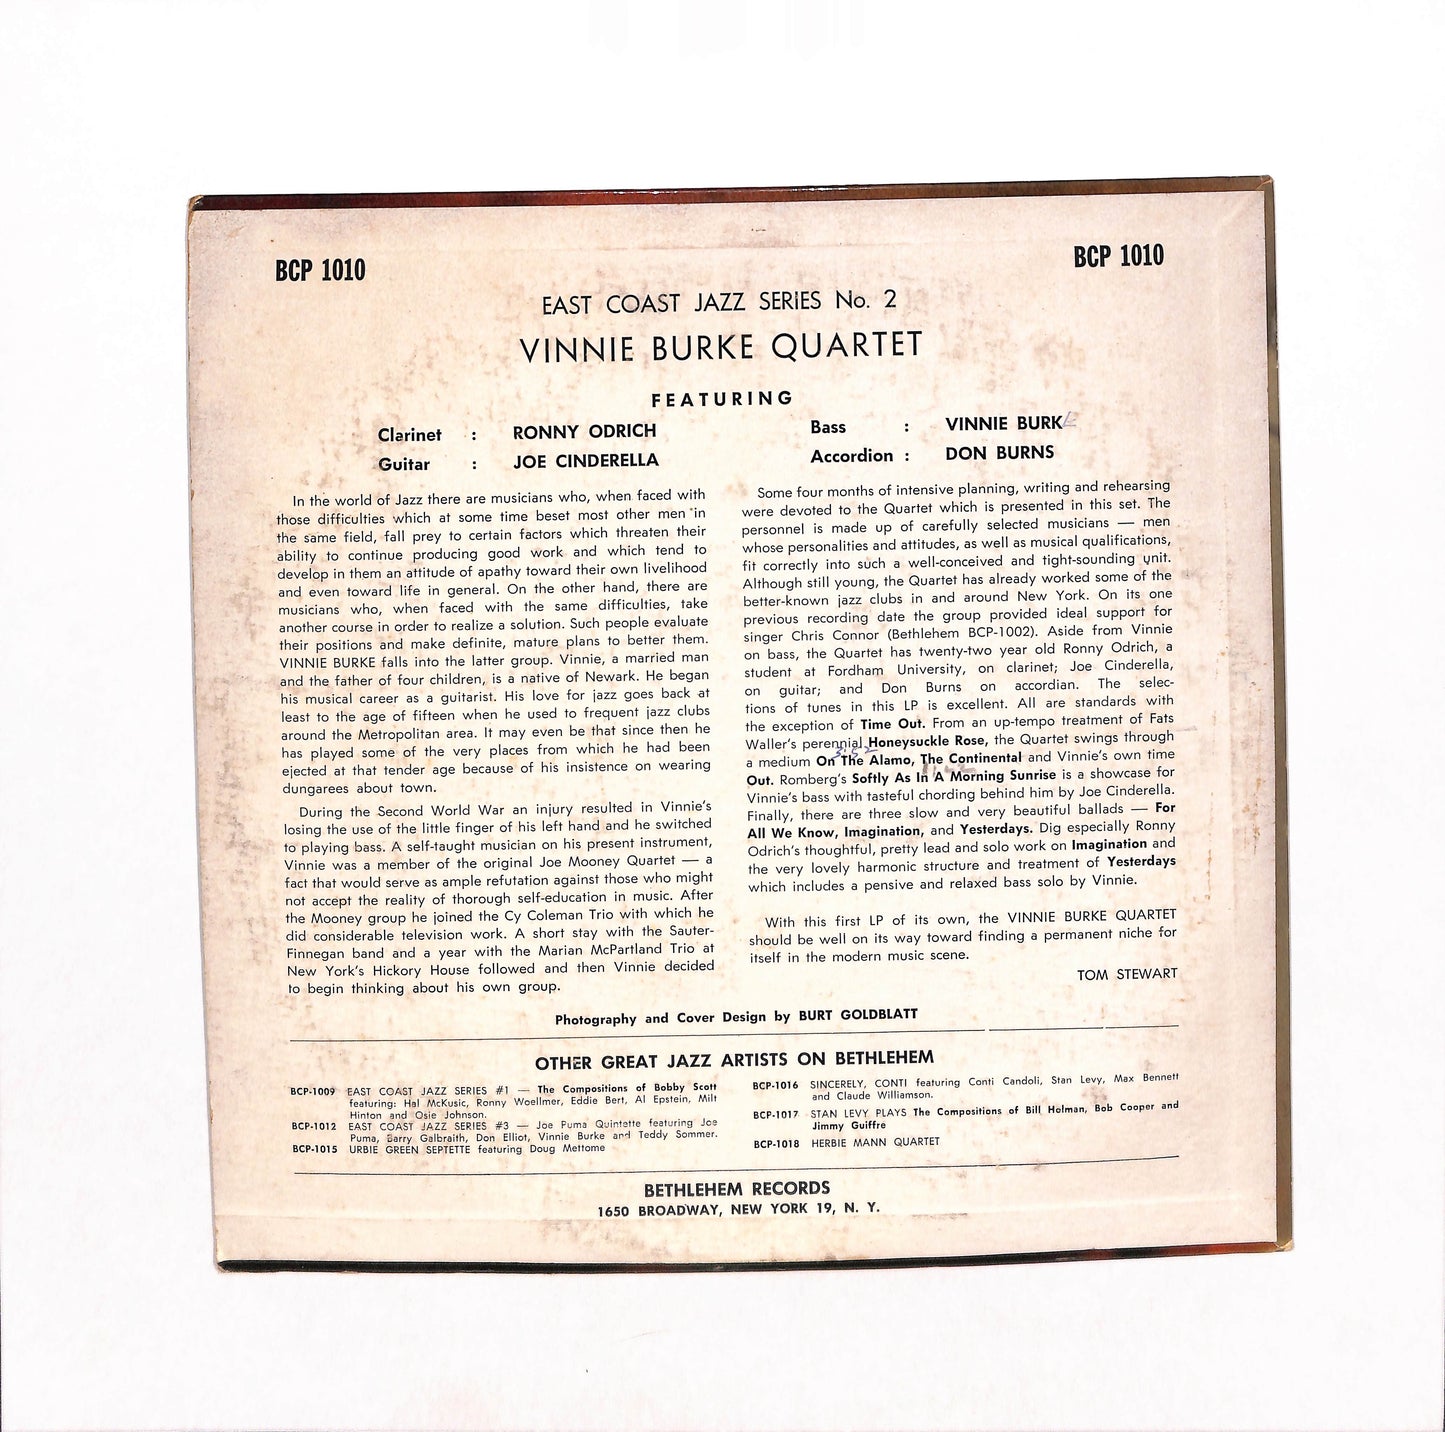 BCP 1010
BCP 1010
EAST COAST JAZZ SERIES No. 2
VINNIE BURKE QUARTET
FEATURING
Clarinet : RONNY ODRICH
Guitar : JOE CINDERELLA
Bass : VINNIE BURKE
Accordion : DON BURNS
In the world of Jazz there are musicians who, when faced with
those difficulties which at some time beset most other men in
the same field, fall prey to certain factors which threaten their
ability to continue producing good work and which tend to
develop in them an attitude of apathy toward their own livelihood
and even toward life in general. On the other hand, there are
musicians who, when faced with the same difficulties, take
another course in order to realize a solution. Such people evaluate
their positions and make definite, mature plans to better them.
VINNIE BURKE falls into the latter group. Vinnie, a married man
and the father of four children, is a native of Newark. He began
his musical career as a guitarist. His love for jazz goes back at
least to the age of fifteen when he used to frequent jazz clubs
around the Metropolitan area. It may even be that since then he
has played some of the very places from which he had been
ejected at that tender age because of his insistence on wearing
dungarees about town.
During the Second World War an injury resulted in Vinnie's
losing the use of the little finger of his left hand and he switched
to playing bass. A self-taught musician on his present instrument,
Vinnie was a member of the original Joe Mooney Quartet — a
fact that would serve as ample refutation against those who might
not accept the reality of thorough self-education in music. After
the Mooney group he joined the Cy Coleman Trio with which he
did considerable television work. A short stay with the Sauter-
Finnegan band and a year with the Marian McPartland Trio at
New York's Hickory House followed and then Vinnie decided
to begin thinking about his own group.
Some four months of intensive planning, writing and rehearsing
were devoted to the Quartet which is presented in this set. The
personnel is made up of carefully selected musicians — men
whose personalities and attitudes, as well as musical qualifications,
fit correctly into such a well-conceived and tight-sounding unit.
Although still young, the Quartet has already worked some of the
better-known jazz clubs in and around New York. On its one
previous recording date the group provided ideal support for
singer Chris Connor (Bethlehem BCP-1002). Aside from Vinnie
on bass, the Quartet has twenty-two year old Ronny Odrich, a
student at Fordham University, on clarinet; Joe Cinderella,
on guitar; and Don Burns on accordian. The selec-
tions of tunes in this LP is excellent. All are standards with
the exception of Time Out. From an up-tempo treatment of Fats
Waller's perennial Honeysuckle Rose, the Quartet swings through
3:52
a medium On The Alamo, The Continental and Vinnie's own time
Out. Romberg's Softly As In A Morning Sunrise is a showcase for
Vinnie's bass with tasteful chording behind him by Joe Cinderella.
Finally, there are three slow and very beautiful ballads — For
All We Know, Imagination, and Yesterdays. Dig especially Ronny
Odrich's thoughtful, pretty lead and solo work on Imagination and
the very lovely harmonic structure and treatment of Yesterdays
which includes a pensive and relaxed bass solo by Vinnie.
With this first LP of its own, the VINNIE BURKE QUARTET
should be well on its way toward finding a permanent niche for
itself in the modern music scene.
TOM STEWART
Photography and Cover Design by BURT GOLDBLATT
OTHER GREAT JAZZ ARTISTS ON BETHLEHEM
BCP-1009 EAST COAST JAZZ SERIES #1 — The Compositions of Bobby Scott
featuring: Hal McKusic, Ronny Woellmer, Eddie Bert, Al Epstein, Milt
Hinton and Osie Johnson.
BCP-1012 EAST COAST JAZZ SERIES #3 — Joe Puma Quintette featuring Joe
Puma, Barry Galbraith, Don Elliot, Vinnie Burke and Teddy Sommer.
BCP-1015 URBIE GREEN SEPTETTE featuring Doug Mettome
BCP-1016 SINCERELY, CONTI featuring Conti Candoli, Stan Levy, Max Bennett
and Claude Williamson.
BCP-1017 STAN LEVY PLAYS The Compositions of Bill Holman, Bob Cooper and
Jimmy Guiffre
BCP-1018 HERBIE MANN QUARTET
BETHLEHEM RECORDS
1650 BROADWAY, NEW YORK 19, N. Y.